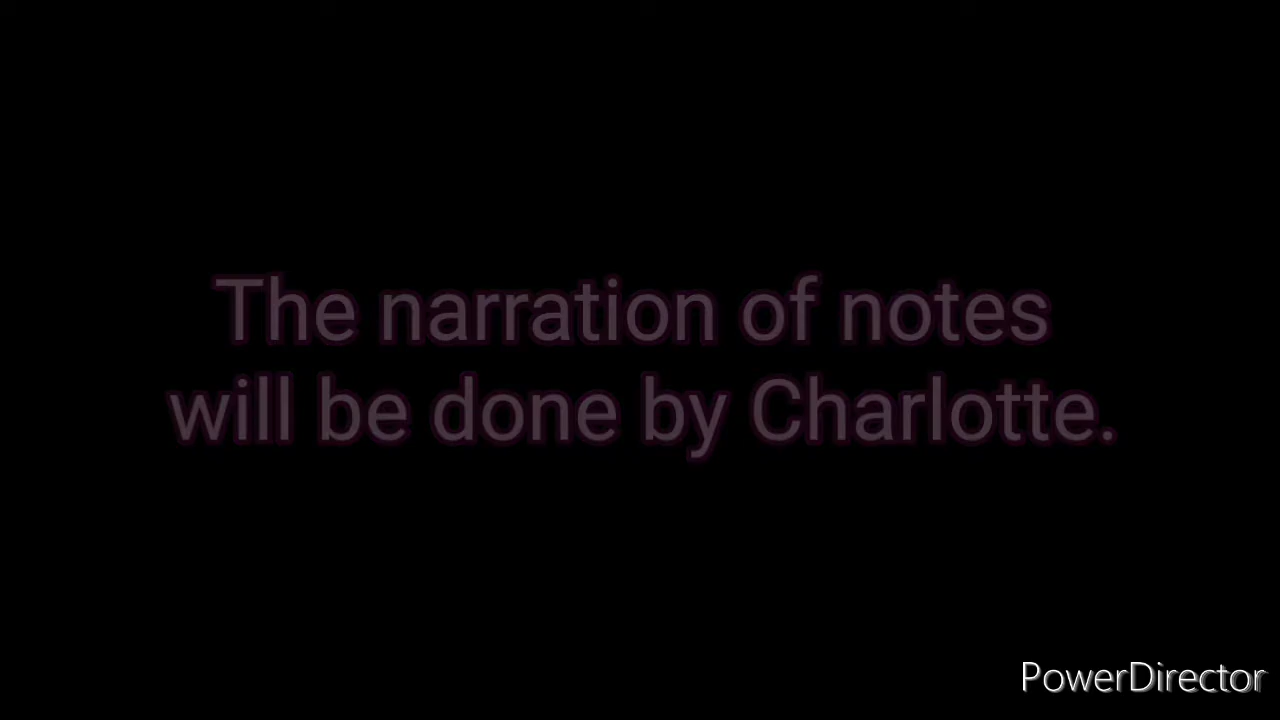 The narration of notes
will be done by Charlotte.
PowerDirector